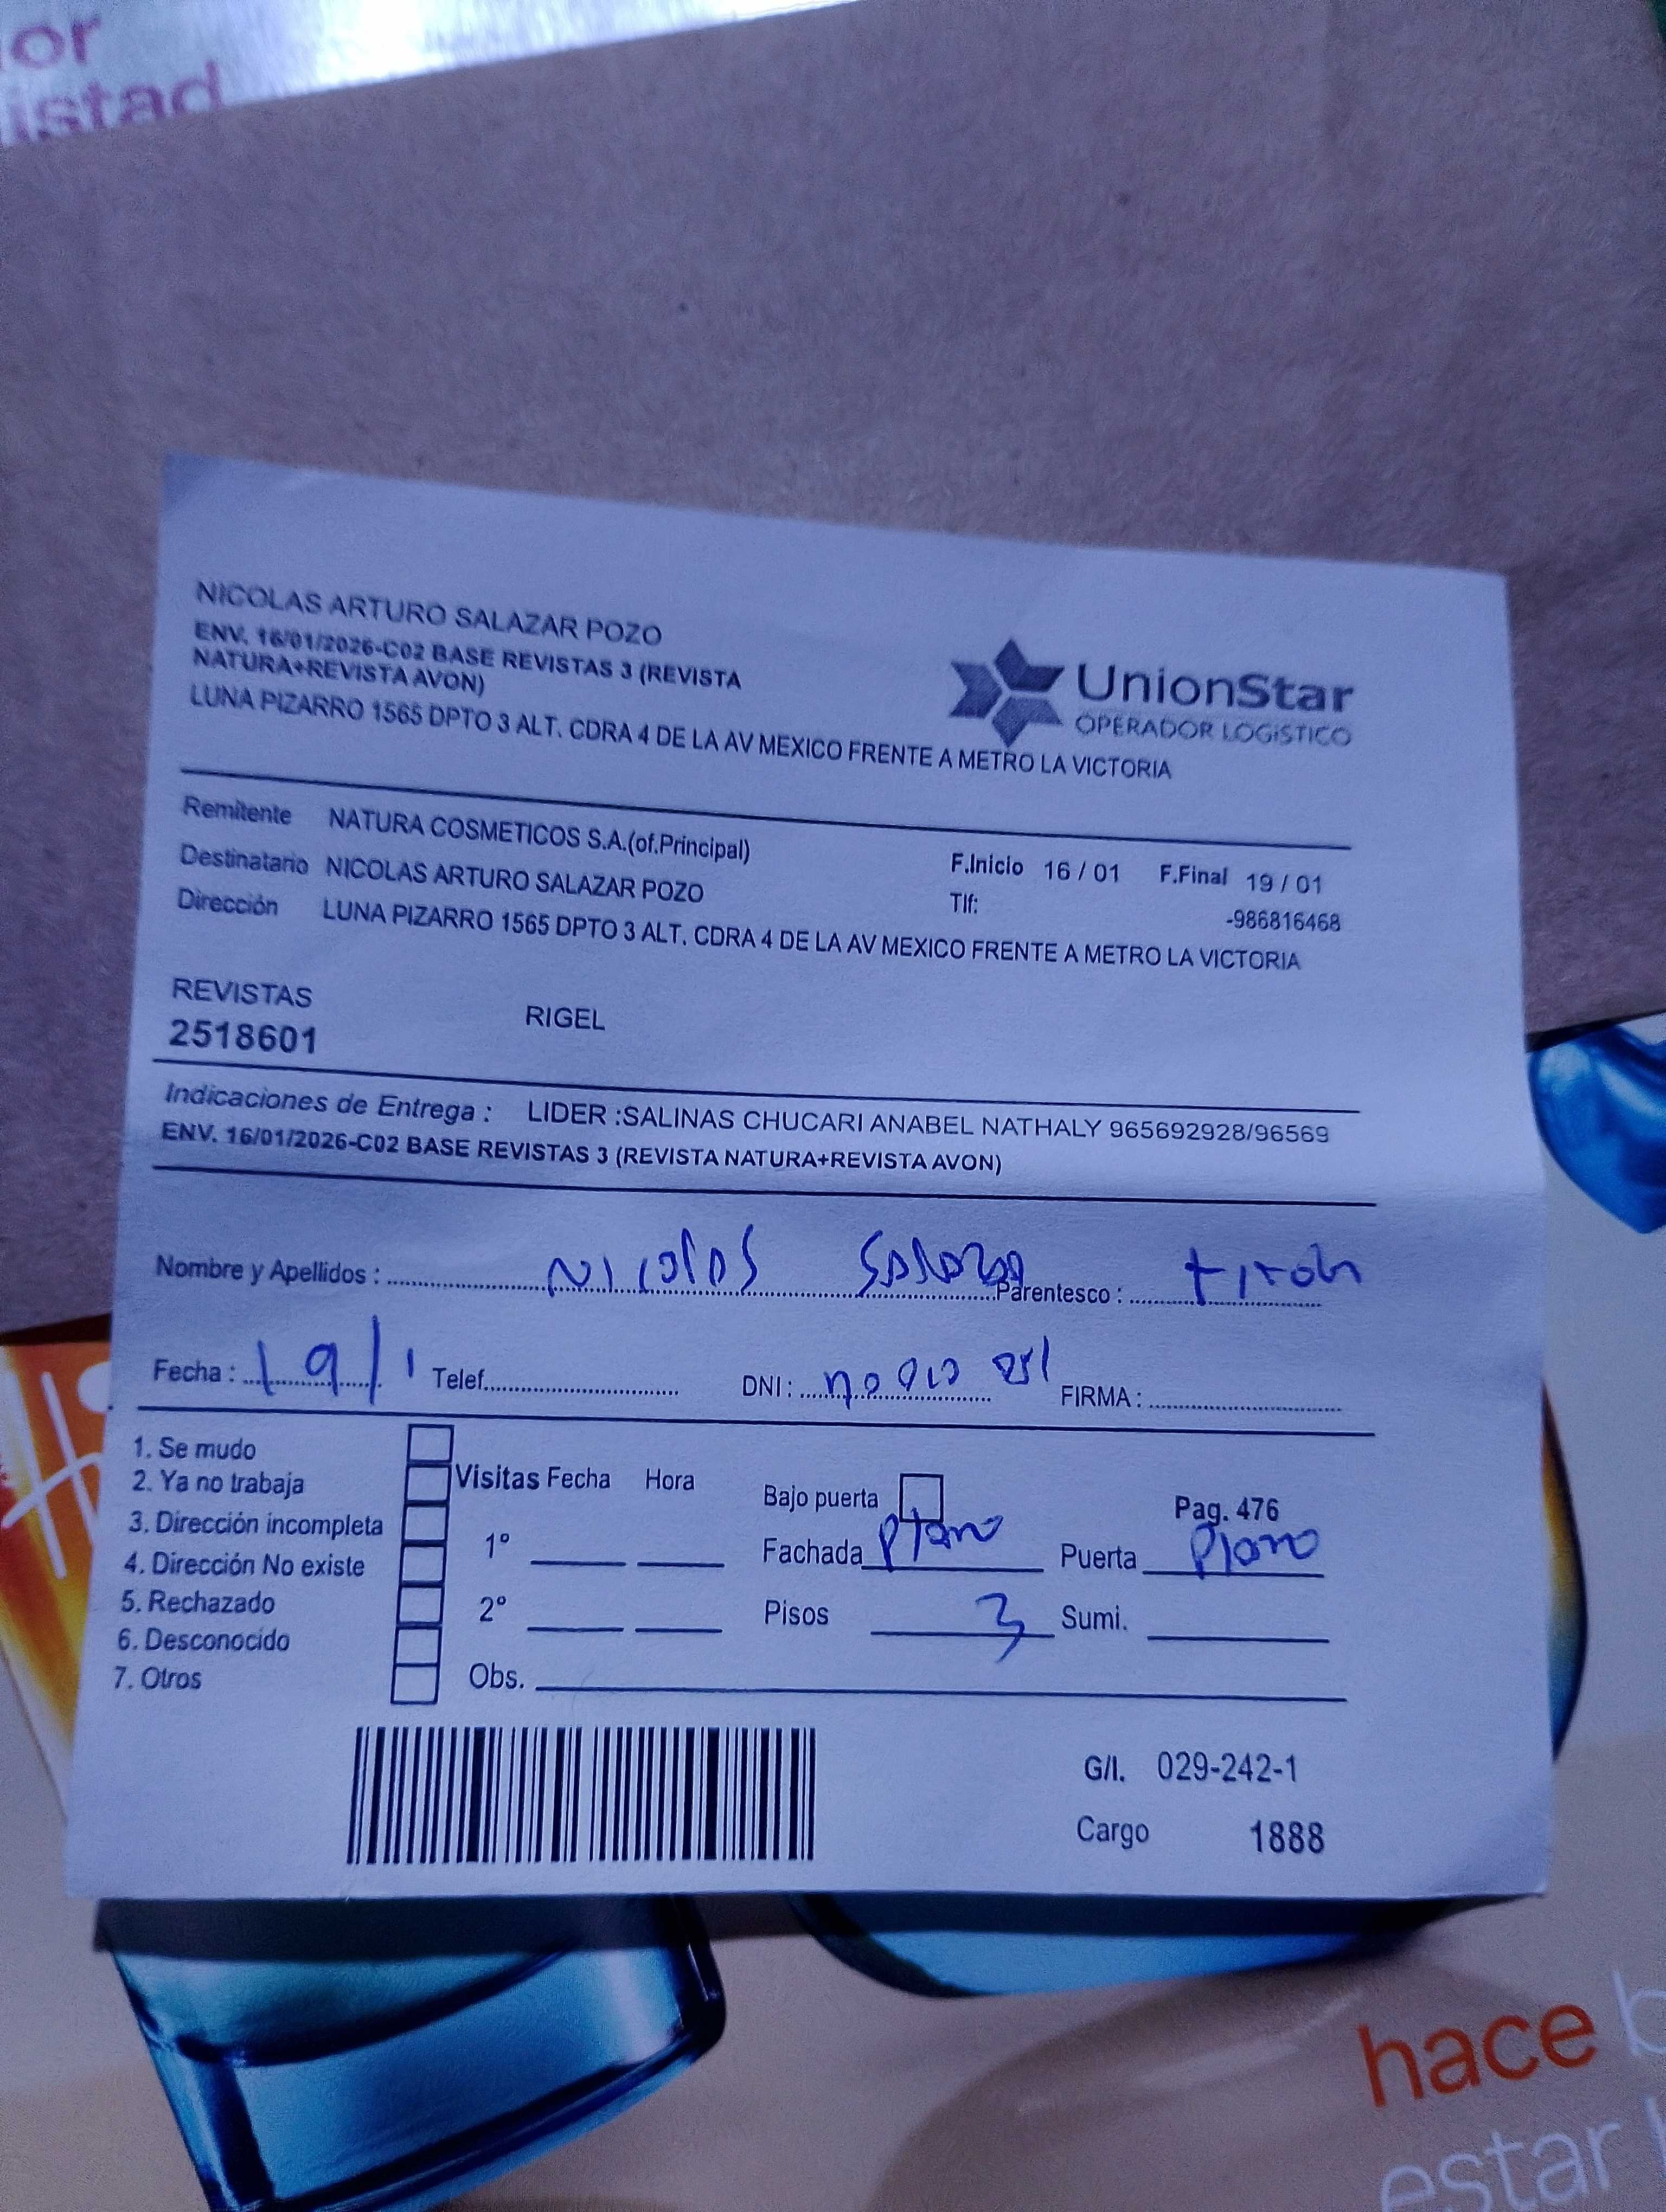 or
istad
NICOLAS ARTURO SALAZAR POZO
ENV. 16/01/2026-C02 BASE REVISTAS 3 (REVISTA
NATURA+REVISTA AVON)
LUNA PIZARRO 1565 DPTO 3 ALT. CDRA 4 DE LA AV MEXICO FRENTE A METRO LA VICTORIA
UnionStar
OPERADOR LOGíSTICO
Remitente NATURA COSMETICOS S.A.(of.Principal)
Destinatario NICOLAS ARTURO SALAZAR POZO
F.Inicio 16 / 01 F.Final 19 / 01
Tlf: -986816468
Dirección LUNA PIZARRO 1565 DPTO 3 ALT. CDRA 4 DE LA AV MEXICO FRENTE A METRO LA VICTORIA
REVISTAS
2518601
RIGEL
Indicaciones de Entrega : LIDER :SALINAS CHUCARI ANABEL NATHALY 965692928/96569
ENV. 16/01/2026-C02 BASE REVISTAS 3 (REVISTA NATURA+REVISTA AVON)
Nombre y Apellidos : Nicolas Salazar Parentesco :
Fecha : 19/1 Telef. DNI : no dio FIRMA :
1. Se mudo
2. Ya no trabaja
3. Dirección incompleta
4. Dirección No existe
5. Rechazado
6. Desconocido
7. Otros
Visitas Fecha Hora
1º
2º
Obs.
Bajo puerta
Pag. 476
Fachada Puerta
Pisos 3 Sumi.
G/I. 029-242-1
Cargo 1888
hace b
estar